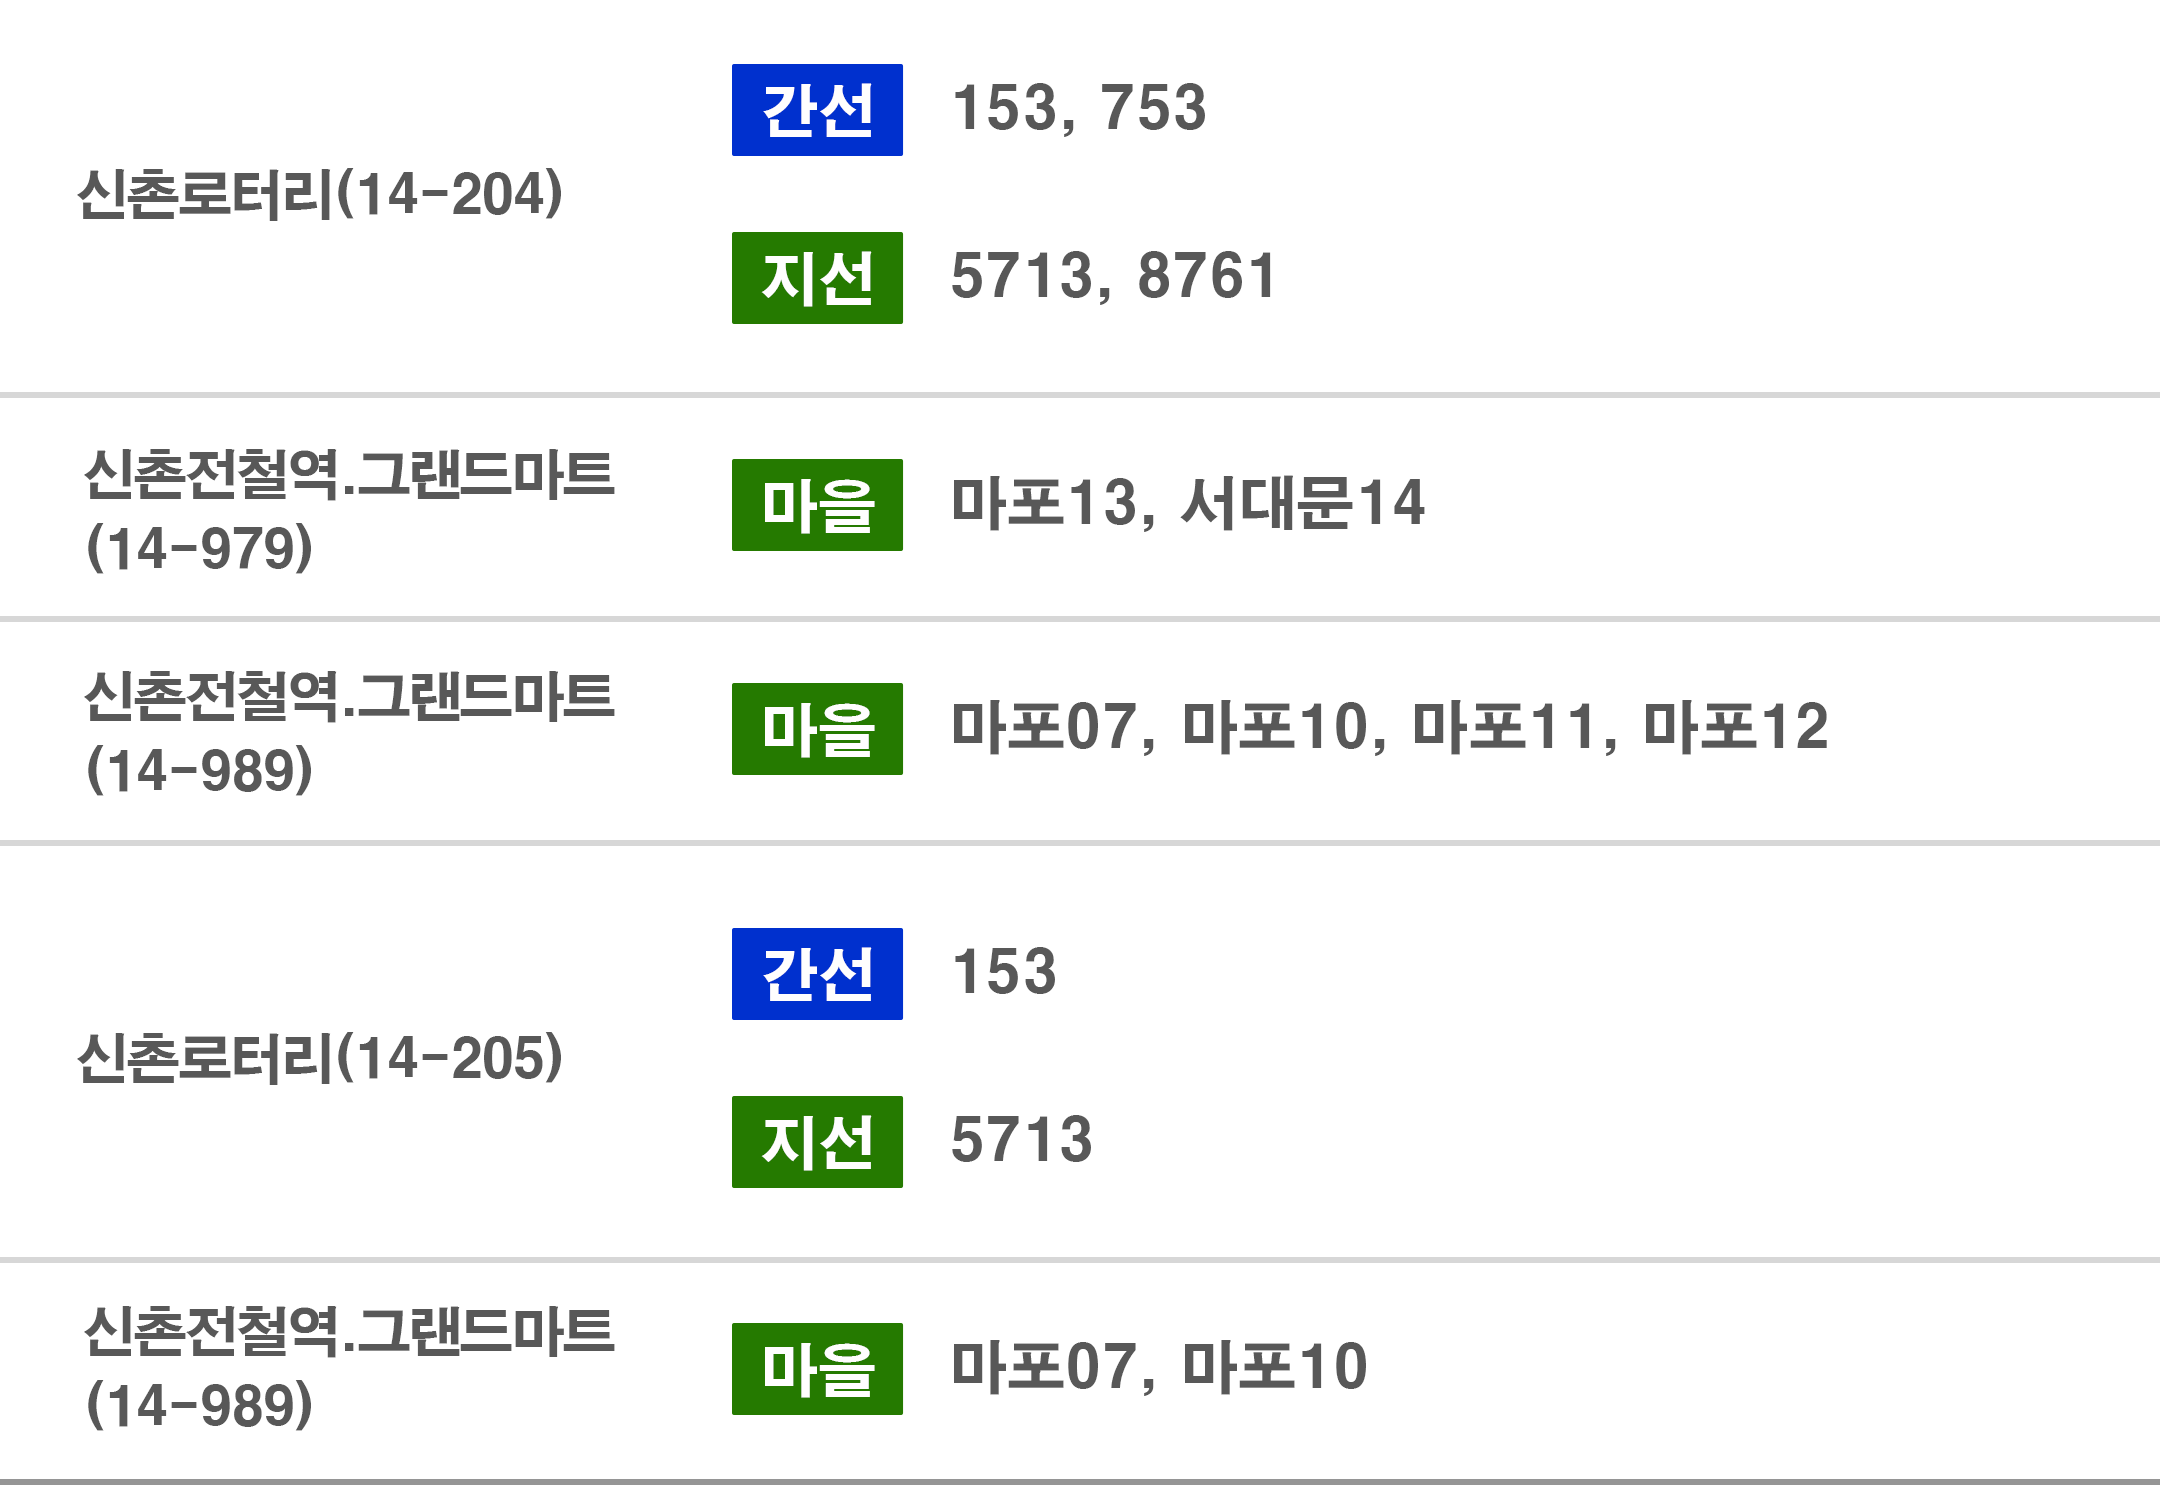 신촌로터리(14-204)
간선 153, 753
지선 5713, 8761
신촌전철역.그랜드마트
(14-979)
마을 마포13, 서대문14
신촌전철역.그랜드마트
(14-989)
마을 마포07, 마포10, 마포11, 마포12
신촌로터리(14-205)
간선 153
지선 5713
신촌전철역.그랜드마트
(14-989)
마을 마포07, 마포10